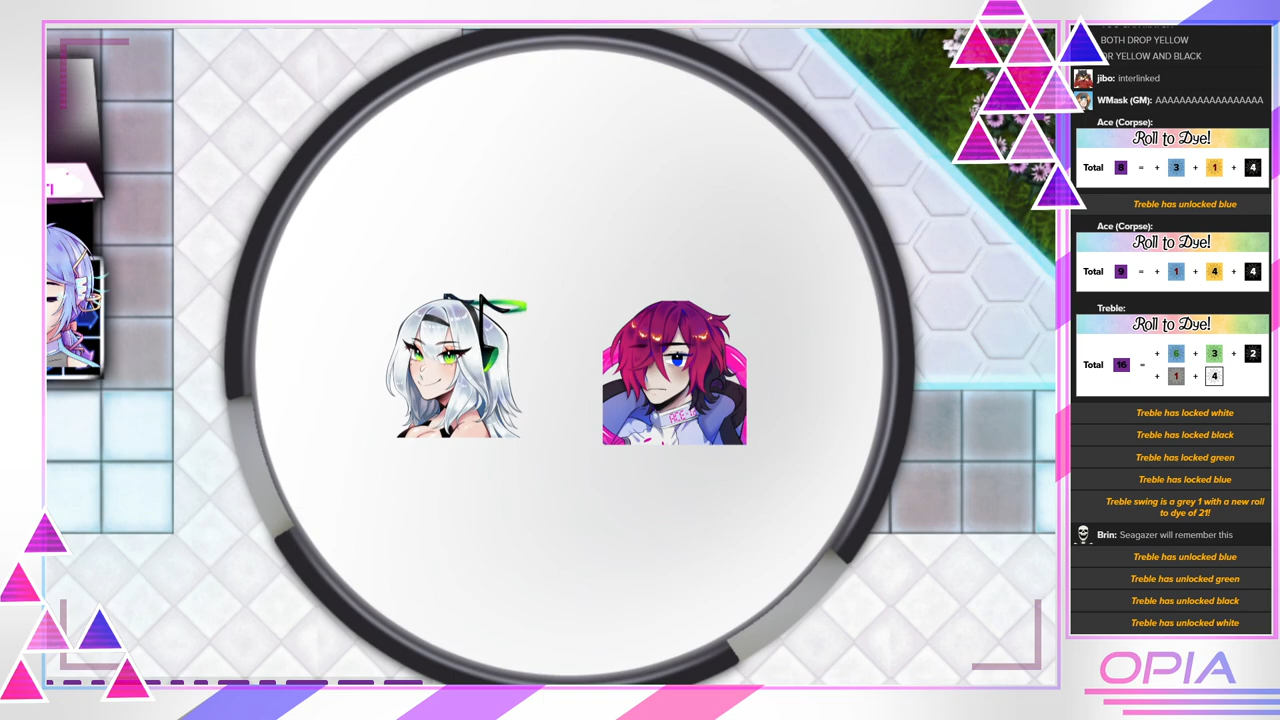 BOTH DROP YELLOW
OR YELLOW AND BLACK
jibo: interlinked
WMask (GM): AAAAAAAAAAAAAAAAAA
Ace (Corpse):
Roll to Dye!
Total 8 = + 3 + 1 + 4
Treble has unlocked blue
Ace (Corpse):
Roll to Dye!
Total 9 = + 1 + 4 + 4
Treble:
Roll to Dye!
+ 6 + 3 + 2
Total 16 =
+ 1 + 4
Treble has locked white
Treble has locked black
Treble has locked green
Treble has locked blue
Treble swing is a grey 1 with a new roll
to dye of 21!
Brin: Seagazer will remember this
Treble has unlocked blue
Treble has unlocked green
Treble has unlocked black
Treble has unlocked white
OPIA